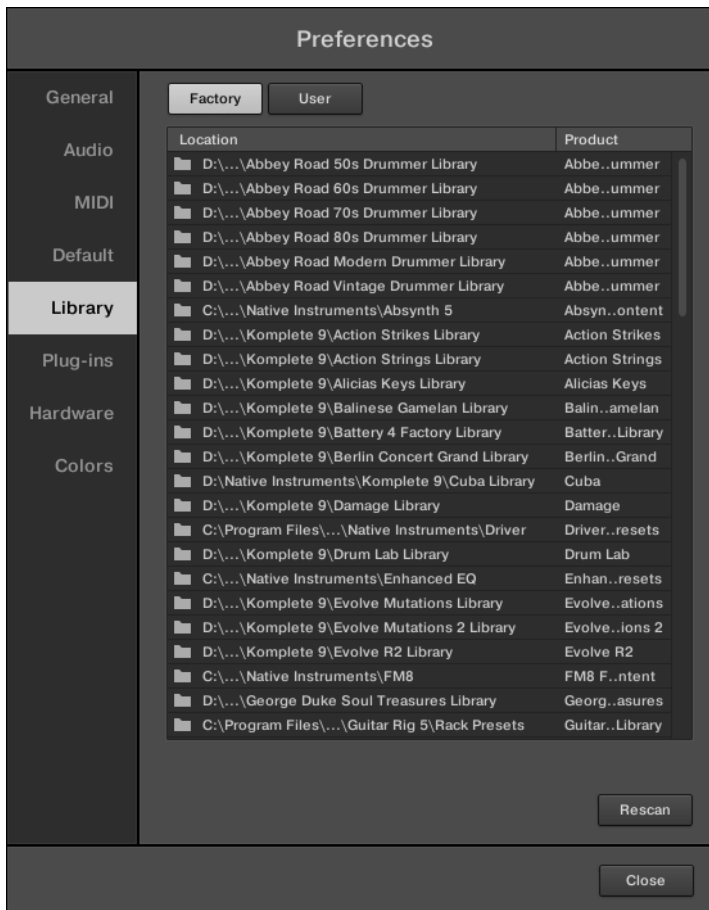 Preferences
General
Audio
MIDI
Default
Library
Plug-ins
Hardware
Colors
Factory User
Location Product
D:\...\Abbey Road 50s Drummer Library Abbe..ummer
D:\...\Abbey Road 60s Drummer Library Abbe..ummer
D:\...\Abbey Road 70s Drummer Library Abbe..ummer
D:\...\Abbey Road 80s Drummer Library Abbe..ummer
D:\...\Abbey Road Modern Drummer Library Abbe..ummer
D:\...\Abbey Road Vintage Drummer Library Abbe..ummer
C:\...\Native Instruments\Absynth 5 Absyn..ontent
D:\...\Komplete 9\Action Strikes Library Action Strikes
D:\...\Komplete 9\Action Strings Library Action Strings
D:\...\Komplete 9\Alicias Keys Library Alicias Keys
D:\...\Komplete 9\Balinese Gamelan Library Balin..amelan
D:\...\Komplete 9\Battery 4 Factory Library Batter..Library
D:\...\Komplete 9\Berlin Concert Grand Library Berlin..Grand
D:\Native Instruments\Komplete 9\Cuba Library Cuba
D:\...\Komplete 9\Damage Library Damage
C:\Program Files\...\Native Instruments\Driver Driver..resets
D:\...\Komplete 9\Drum Lab Library Drum Lab
C:\...\Native Instruments\Enhanced EQ Enhan..resets
D:\...\Komplete 9\Evolve Mutations Library Evolve..ations
D:\...\Komplete 9\Evolve Mutations 2 Library Evolve..ions 2
D:\...\Komplete 9\Evolve R2 Library Evolve R2
C:\...\Native Instruments\FM8 FM8 F..ntent
D:\...\George Duke Soul Treasures Library Georg..asures
C:\Program Files\...\Guitar Rig 5\Rack Presets Guitar..Library
Rescan
Close